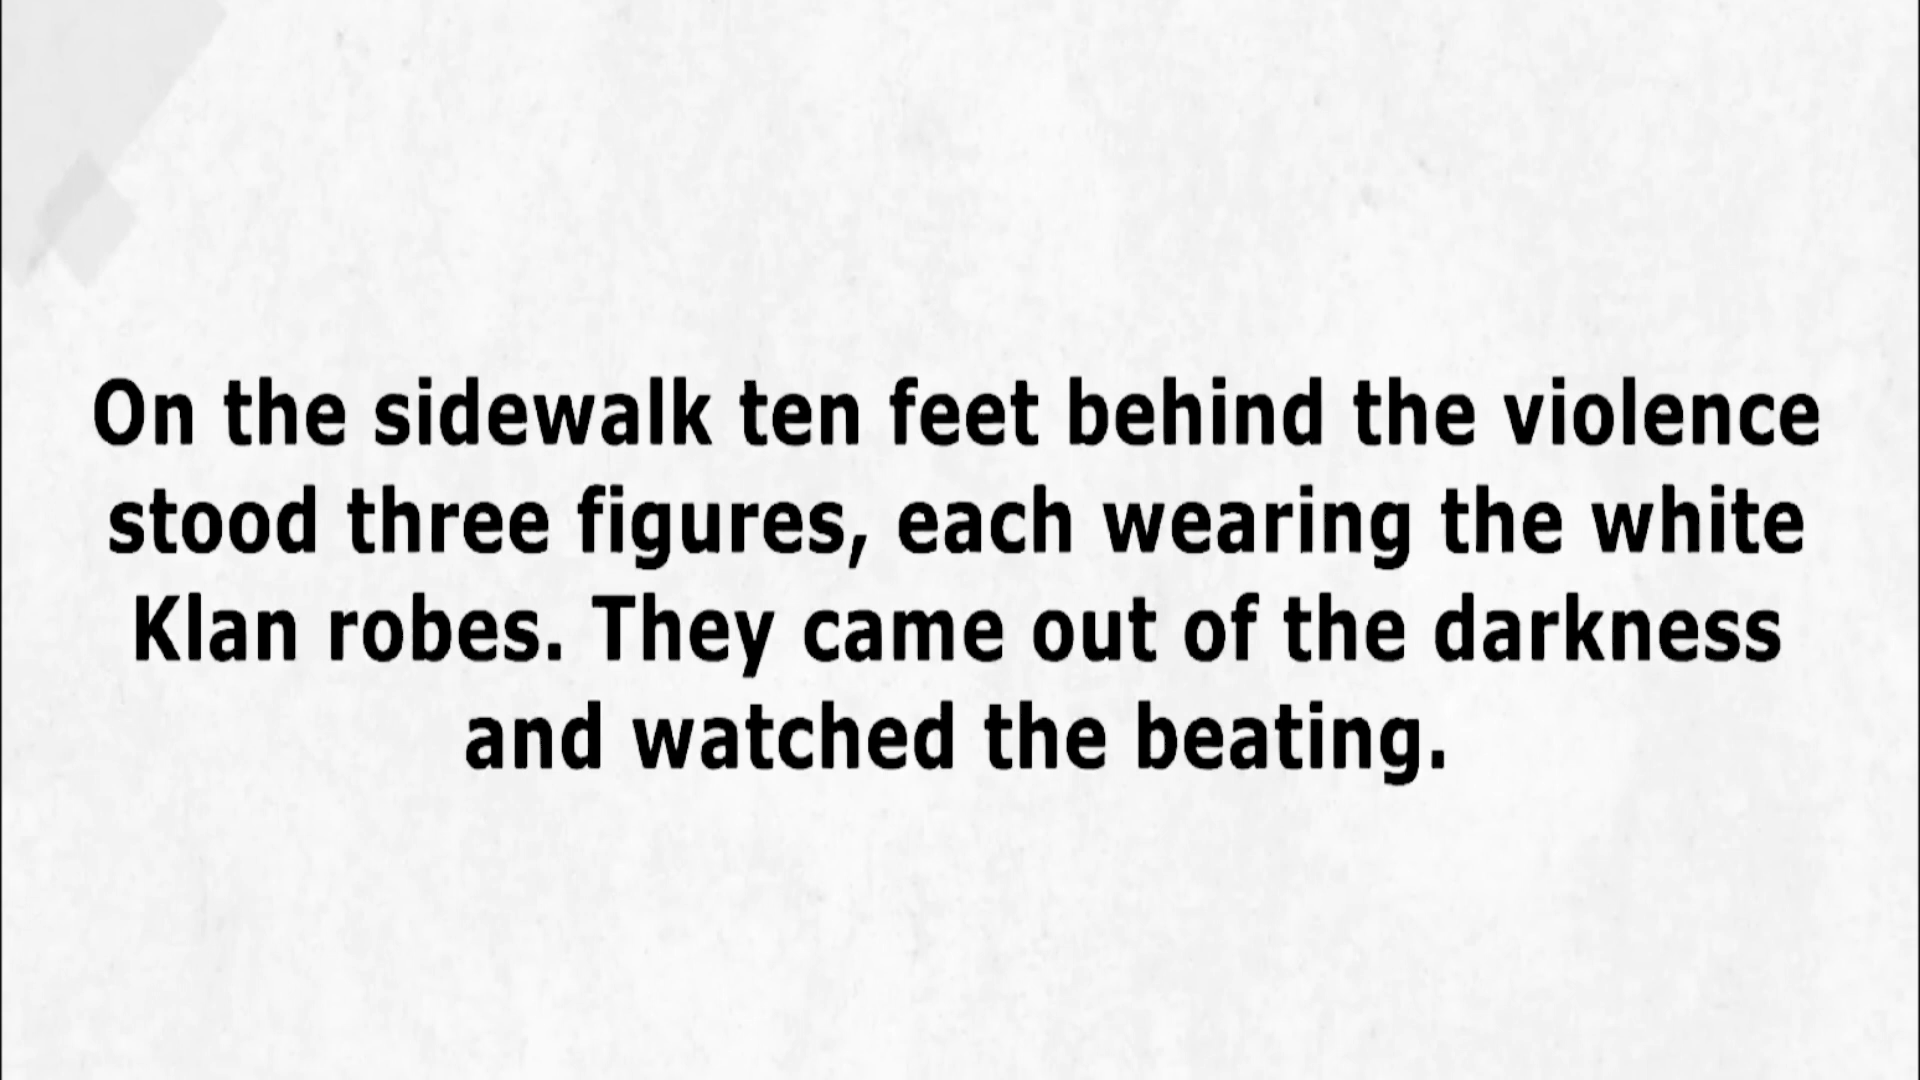 On the sidewalk ten feet behind the violence
stood three figures, each wearing the white
Klan robes. They came out of the darkness
and watched the beating.